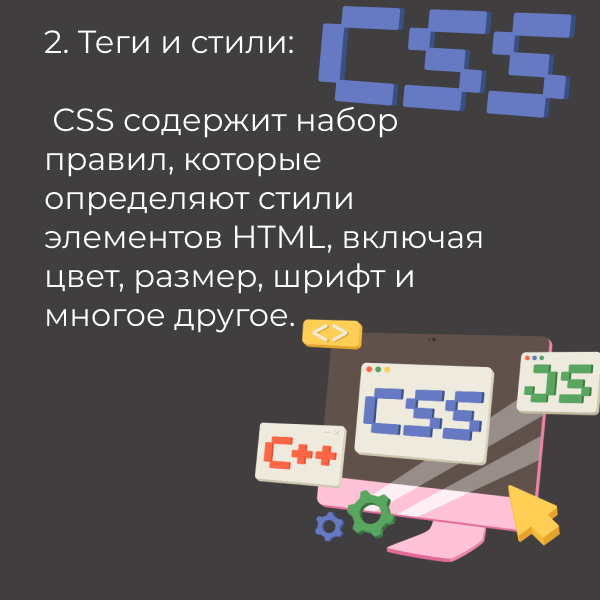 CSS
2. Теги и стили:
CSS содержит набор
правил, которые
определяют стили
элементов HTML, включая
цвет, размер, шрифт и
многое другое.
<>
CSS
JS
C++